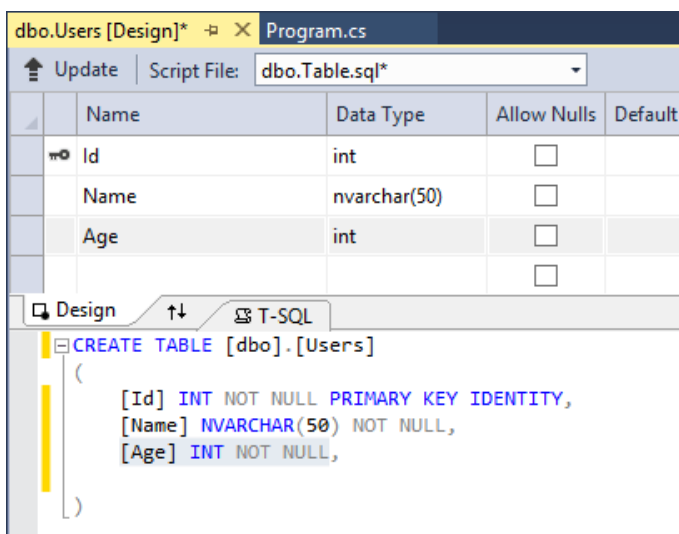 dbo.Users [Design]* Program.cs
Update Script File: dbo.Table.sql*
Name Data Type Allow Nulls Default
Id int
Name nvarchar(50)
Age int
Design T-SQL
CREATE TABLE [dbo].[Users]
(
[Id] INT NOT NULL PRIMARY KEY IDENTITY,
[Name] NVARCHAR(50) NOT NULL,
[Age] INT NOT NULL,
)